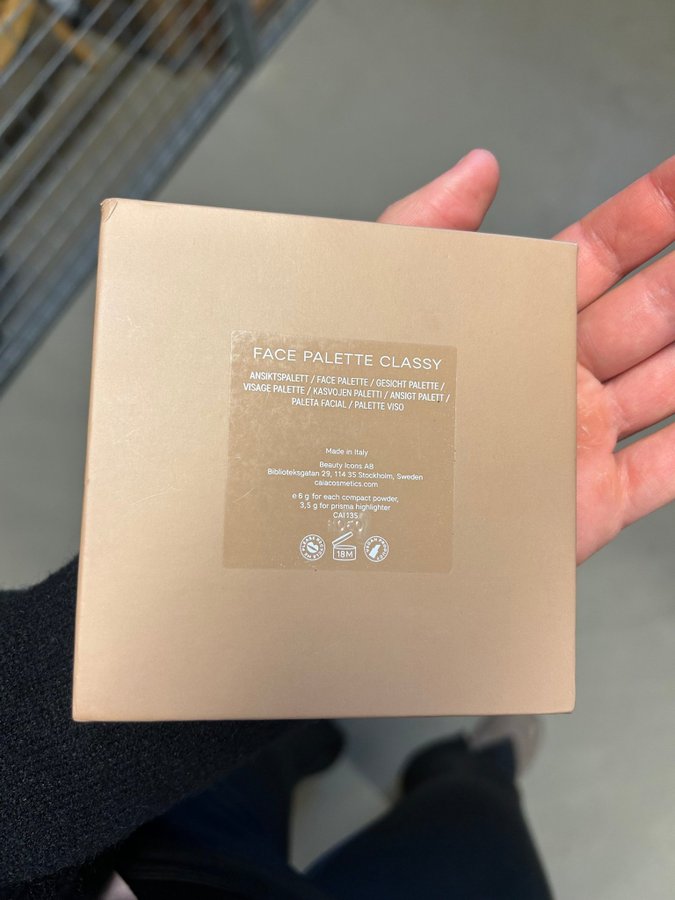 FACE PALETTE CLASSY
ANSIKTSPALETT / FACE PALETTE / GESICHT PALETTE /
VISAGE PALETTE / KASVOJEN PALETTI / ANSIGT PALETT /
PALETA FACIAL / PALETTE VISO
Made in Italy
Beauty Icons AB
Biblioteksgatan 29, 114 35 Stockholm, Sweden
caiacosmetics.com
e 6 g for each compact powder,
3,5 g for prisma highlighter
CAI135
18M